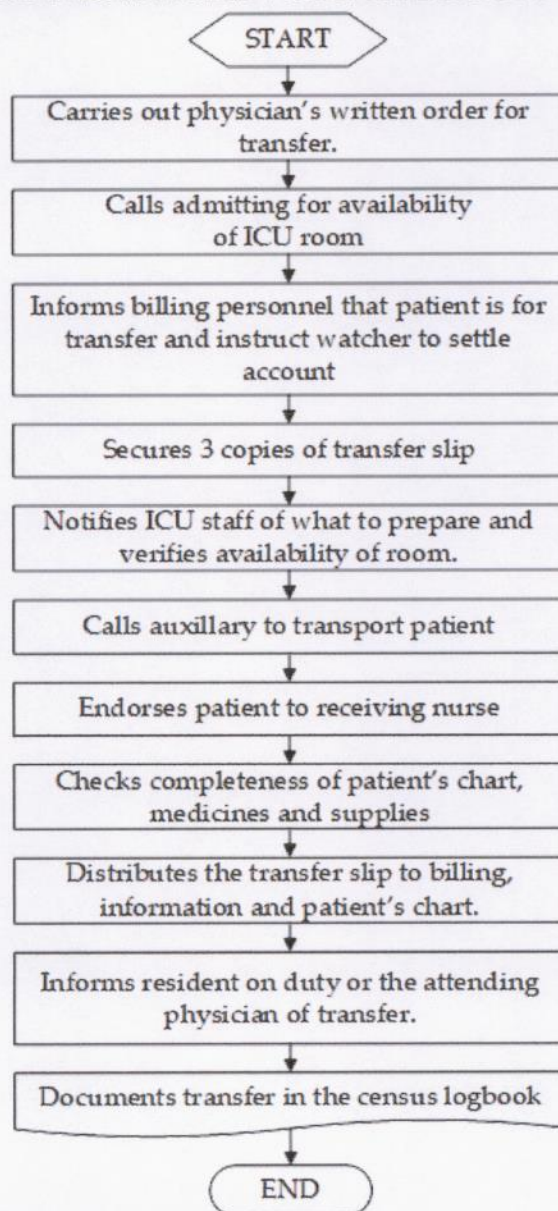 START
Carries out physician's written order for
transfer.
Calls admitting for availability
of ICU room
Informs billing personnel that patient is for
transfer and instruct watcher to settle
account
Secures 3 copies of transfer slip
Notifies ICU staff of what to prepare and
verifies availability of room.
Calls auxillary to transport patient
Endorses patient to receiving nurse
Checks completeness of patient's chart,
medicines and supplies
Distributes the transfer slip to billing,
information and patient's chart.
Informs resident on duty or the attending
physician of transfer.
Documents transfer in the census logbook
END